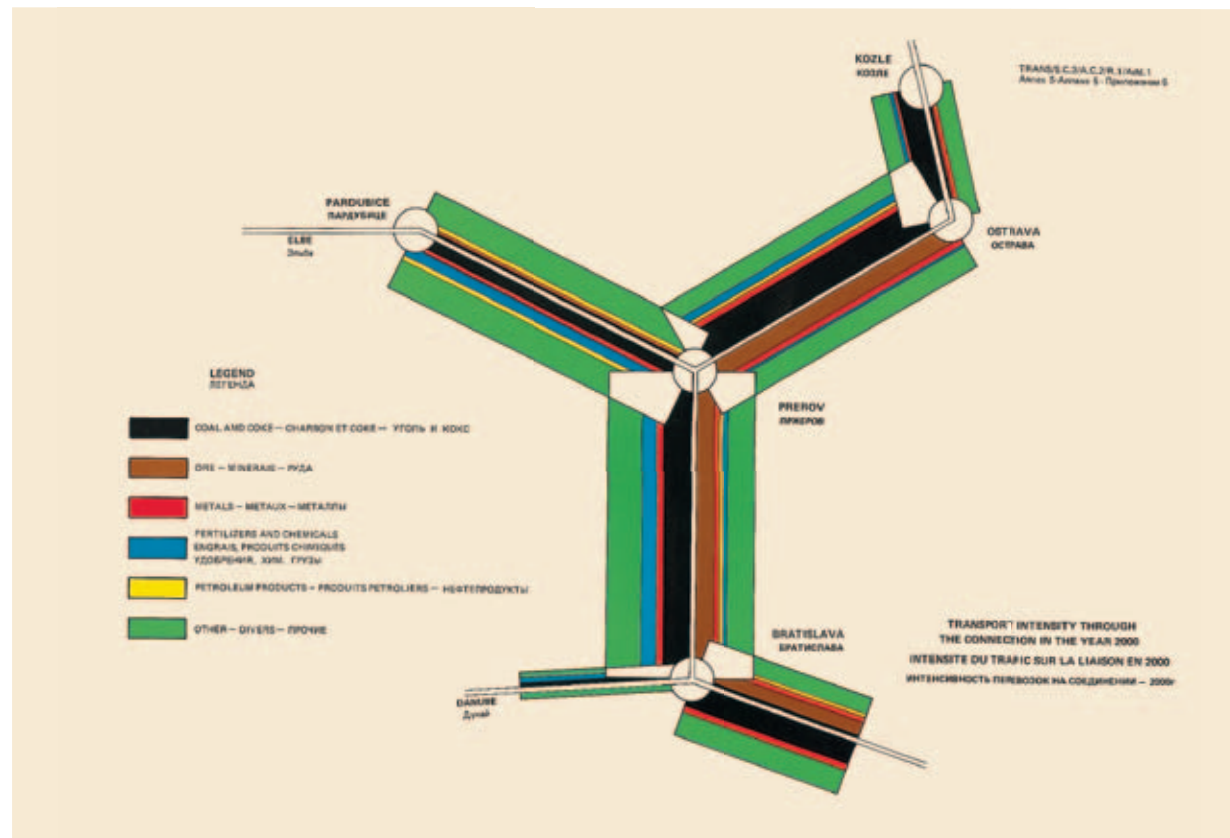 KOZLE
КОЗЛЕ
TRANS/S.C.3/A.C.2/R.1/Add.1
Annex 5-Annexe 5-Приложение 5
PARDUBICE
ПАРДУБИЦЕ
ELBE
Эльба
OSTRAVA
ОСТРАВА
LEGEND
ЛЕГЕНДА
PREROV
ПРЖЕРОВ
COAL AND COKE — CHARBON ET COKE — УГОЛЬ И КОКС
ORE — MINERAIS — РУДА
METALS — METAUX — МЕТАЛЛЫ
FERTILIZERS AND CHEMICALS
ENGRAIS, PRODUITS CHIMIQUES
УДОБРЕНИЯ, ХИМ. ГРУЗЫ
PETROLEUM PRODUCTS — PRODUITS PETROLIERS — НЕФТЕПРОДУКТЫ
OTHER — DIVERS — ПРОЧИЕ
BRATISLAVA
БРАТИСЛАВА
DANUBE
Дунай
TRANSPORT INTENSITY THROUGH
THE CONNECTION IN THE YEAR 2000
INTENSITE DU TRAFIC SUR LA LIAISON EN 2000
ИНТЕНСИВНОСТЬ ПЕРЕВОЗОК НА СОЕДИНЕНИИ — 2000г